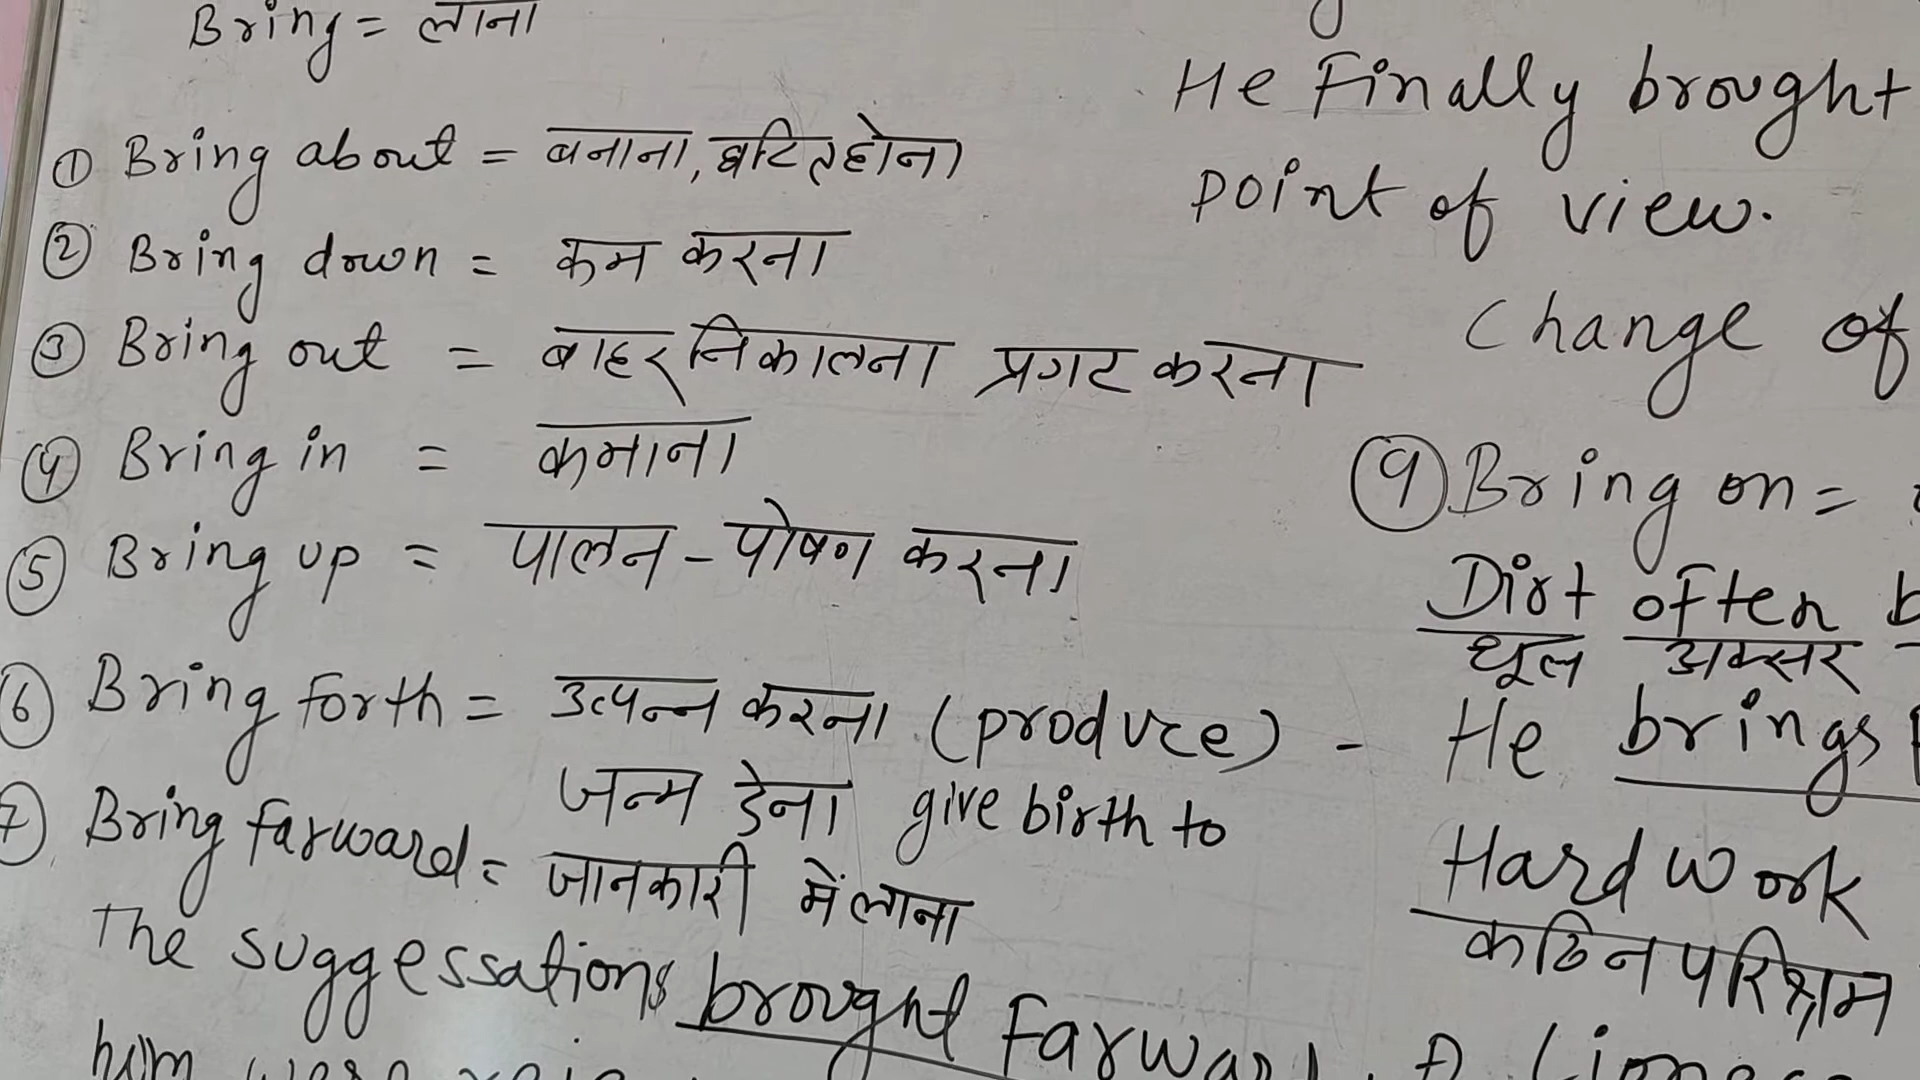 Bring = लाना
① Bring about = बनाना, घटित होना
② Bring down = कम करना
③ Bring out = बाहर निकालना प्रगट करना
④ Bring in = कमाना
⑤ Bring up = पालन - पोषण करना
⑥ Bring forth = उत्पन्न करना (produce) -
जन्म देना give birth to
⑦ Bring farward = जानकारी में लाना
The suggessations brought farward
him were
He finally brought
point of view.
Change of
⑨ Bring on =
Dirt often
धूल अक्सर
He brings
Hard work
कठिन परिश्रम